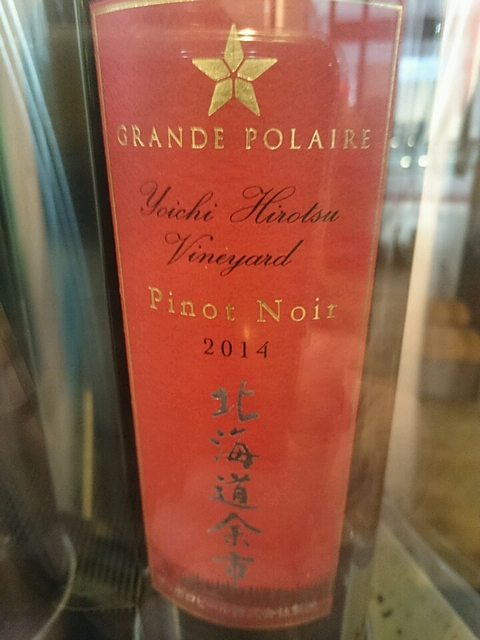 GRANDE POLAIRE
Yoichi Hirotsu
Vineyard
Pinot Noir
2014
北海道余市